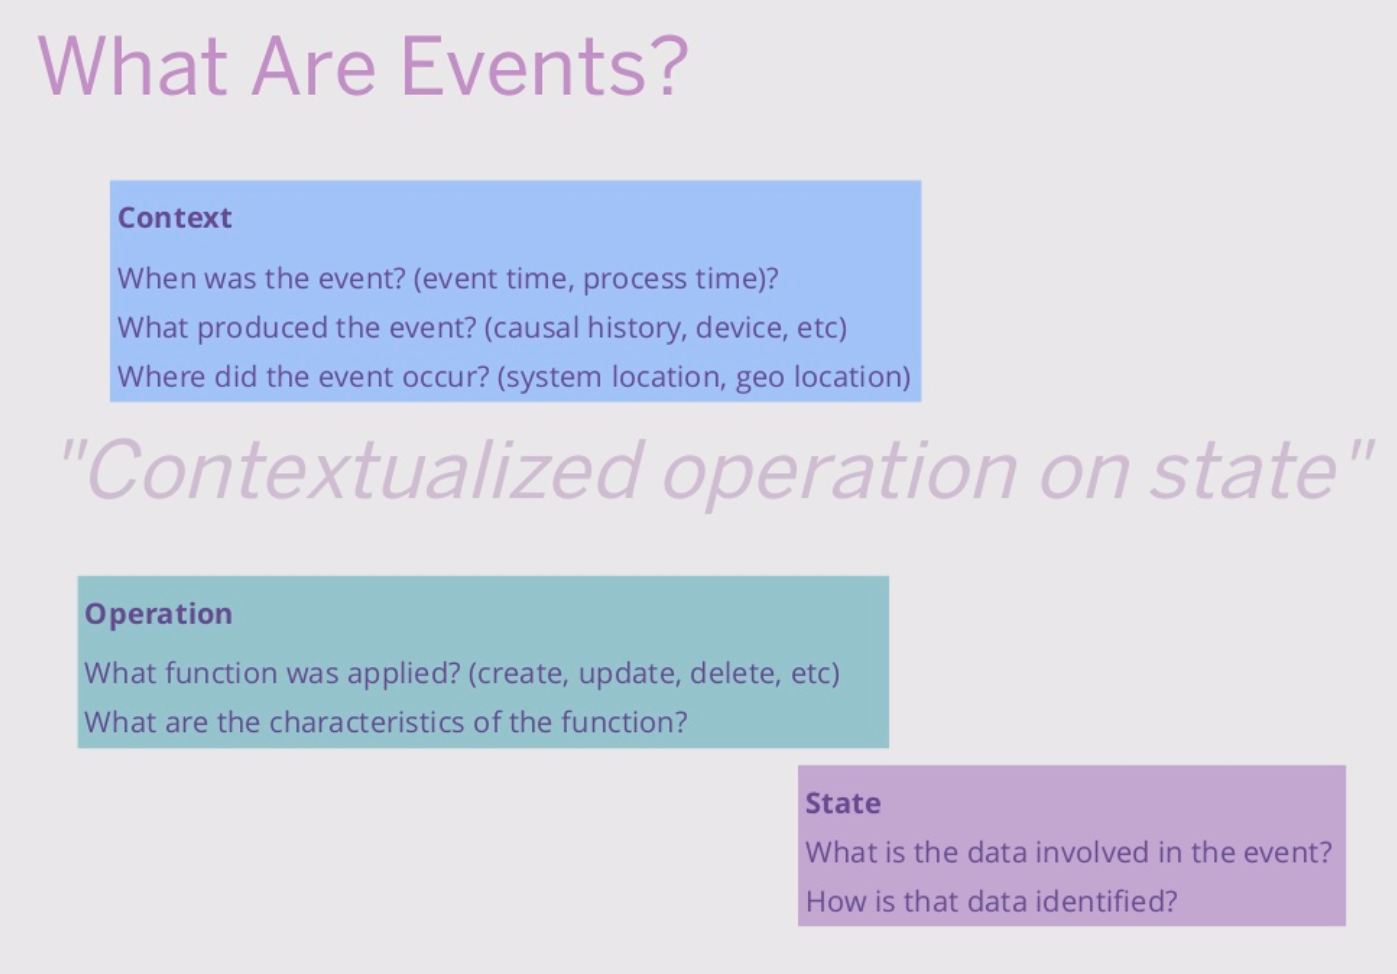 What Are Events?
Context
When was the event? (event time, process time)?
What produced the event? (causal history, device, etc)
Where did the event occur? (system location, geo location)
"Contextualized operation on state"
Operation
What function was applied? (create, update, delete, etc)
What are the characteristics of the function?
State
What is the data involved in the event?
How is that data identified?